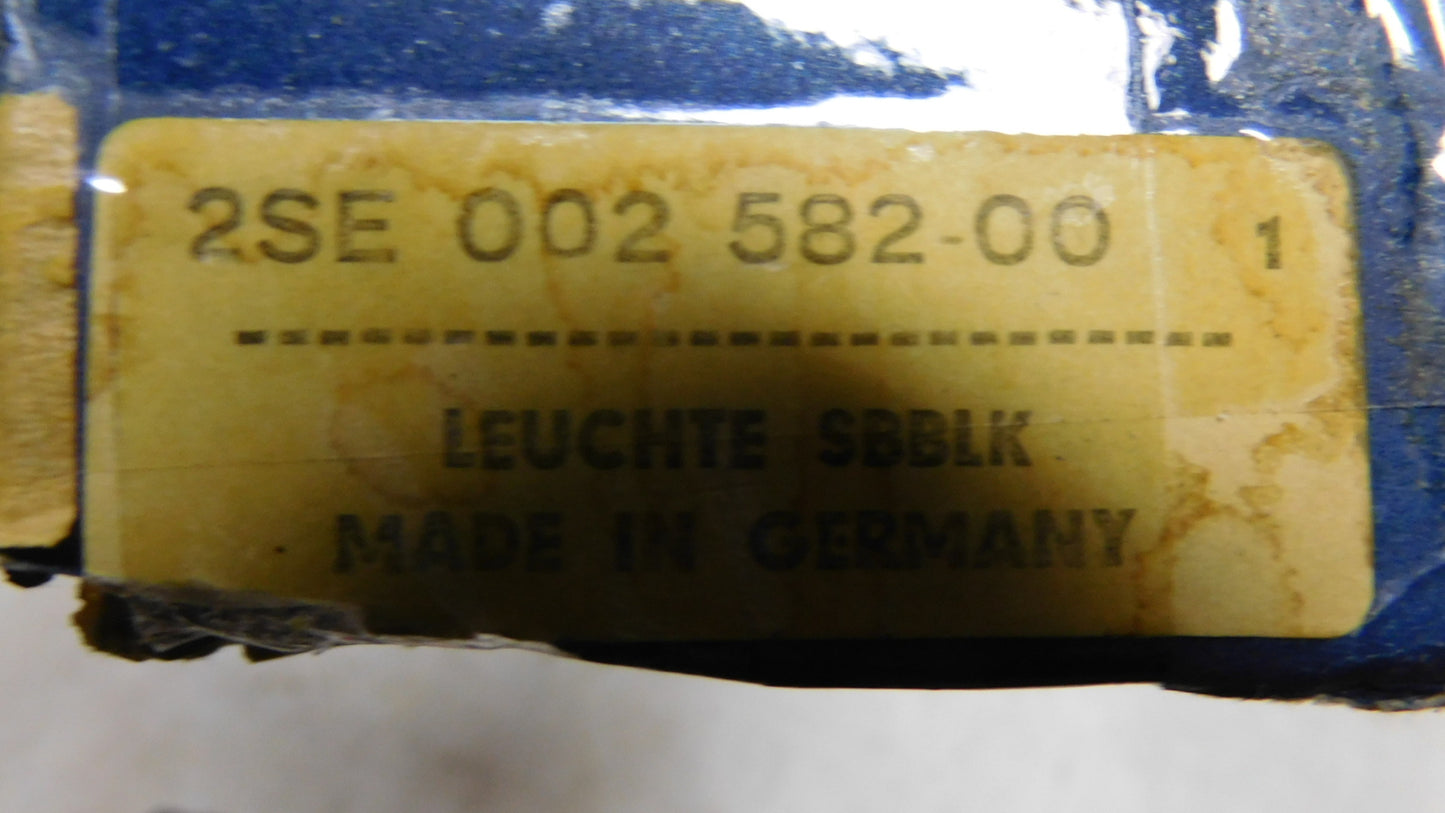 2SE 002 582-00 1
LEUCHTE SBBLK
MADE IN GERMANY